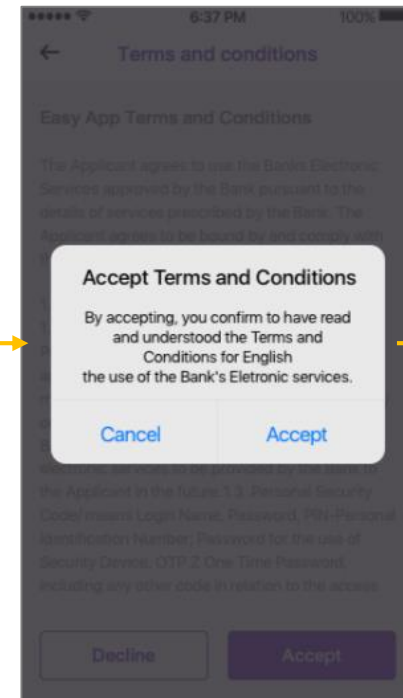 6:37 PM
100%
Terms and conditions
Easy App Terms and Conditions
The Applicant agrees to use the Banks Electronic
Services approved by the Bank pursuant to the
details of services prescribed by the Bank. The
Applicant agrees to be bound by and comply with
Accept Terms and Conditions
By accepting, you confirm to have read
and understood the Terms and
Conditions for English
the use of the Bank's Eletronic services.
Cancel
Accept
electronic services to be provided by the Bank to
the Applicant in the future 1.3 .Personal Security
Code/ means Login Name, Password, PIN-Personal
Identification Number; Password for the use of
Security Device; OTP 2 One Time Password,
including any other code in relation to the access
Decline
Accept